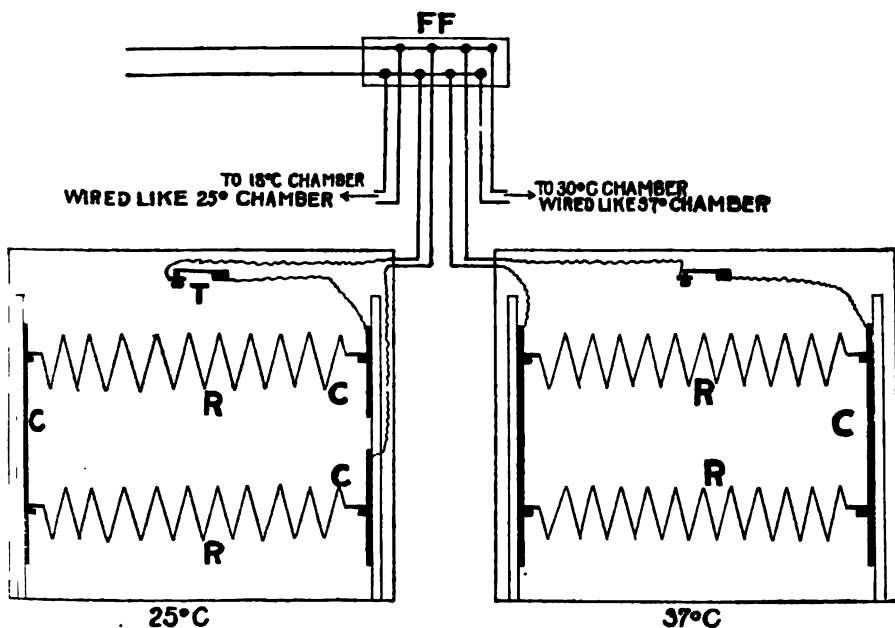 FF
TO 18°C CHAMBER
WIRED LIKE 25° CHAMBER
TO 30°C CHAMBER
WIRED LIKE 37° CHAMBER
T
R
C
C
C
R
R
C
R
25°C
37°C